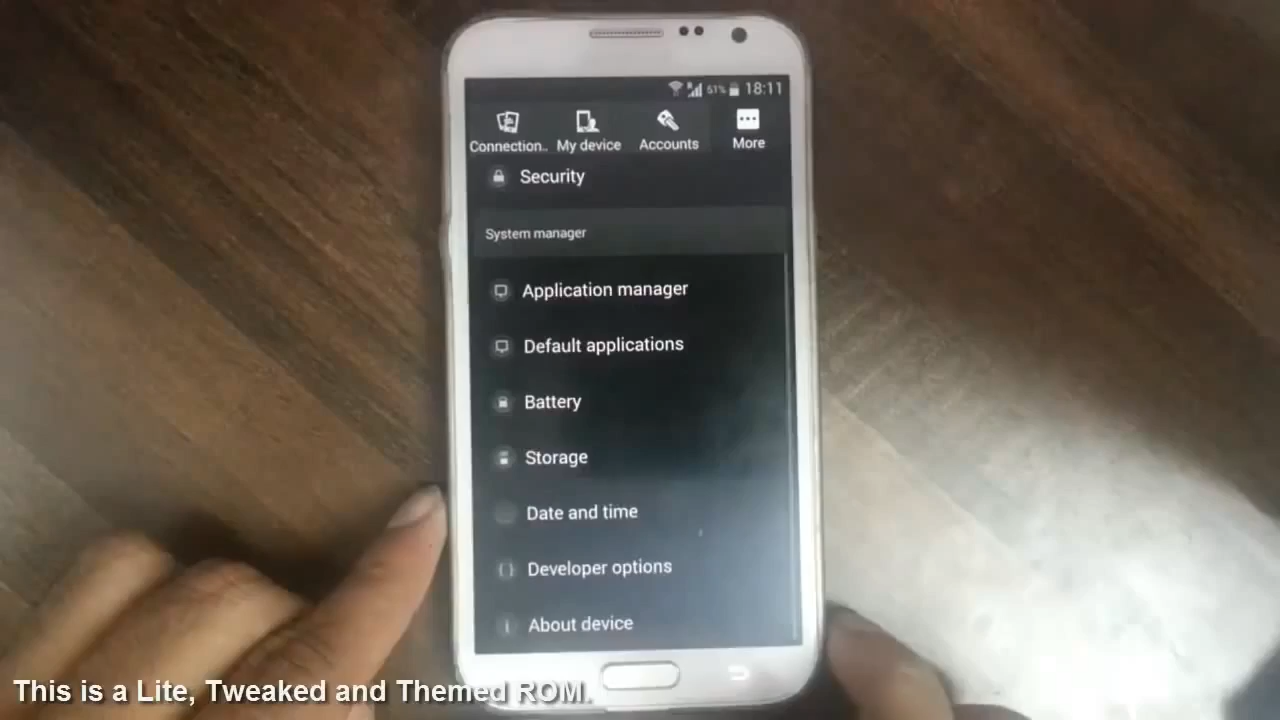 51% 18:11
Connection.. My device Accounts More
Security
System manager
Application manager
Default applications
Battery
Storage
Date and time
Developer options
About device
This is a Lite, Tweaked and Themed ROM.